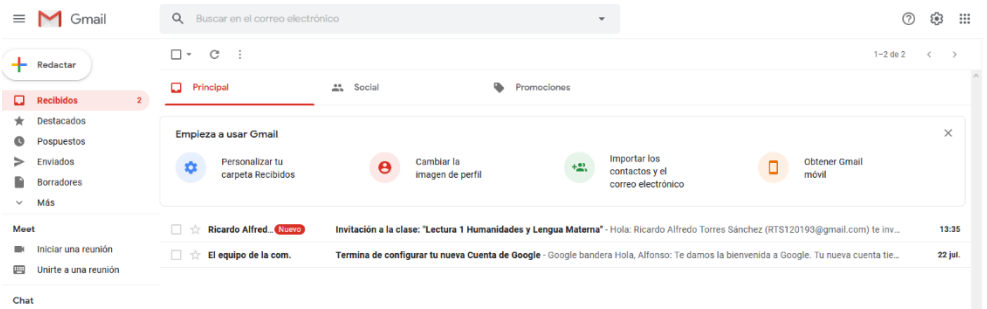 Gmail
Buscar en el correo electrónico
Redactar
1–2 de 2
Recibidos 2
Destacados
Pospuestos
Enviados
Borradores
Más
Meet
Iniciar una reunión
Unirte a una reunión
Chat
Principal
Social
Promociones
Empieza a usar Gmail
Personalizar tu
carpeta Recibidos
Cambiar la
imagen de perfil
Importar los
contactos y el
correo electrónico
Obtener Gmail
móvil
Ricardo Alfred... Nuevo Invitación a la clase: "Lectura 1 Humanidades y Lengua Materna" - Hola: Ricardo Alfredo Torres Sánchez (RTS120193@gmail.com) te inv... 13:35
El equipo de la com. Termina de configurar tu nueva Cuenta de Google - Google bandera Hola, Alfonso: Te damos la bienvenida a Google. Tu nueva cuenta tie... 22 jul.